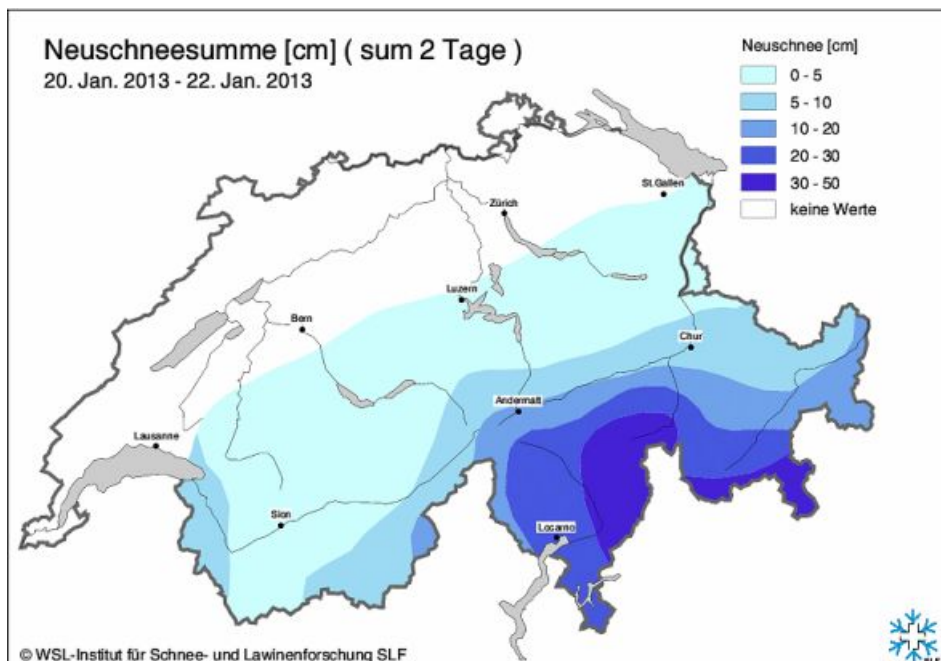 Neuschneesumme [cm] ( sum 2 Tage )
20. Jan. 2013 - 22. Jan. 2013
Neuschnee [cm]
0 - 5
5 - 10
10 - 20
20 - 30
30 - 50
keine Werte
St.Gallen
Zürich
Luzern
Bern
Chur
Andermatt
Lausanne
Sion
Locarno
© WSL-Institut für Schnee- und Lawinenforschung SLF
SLF